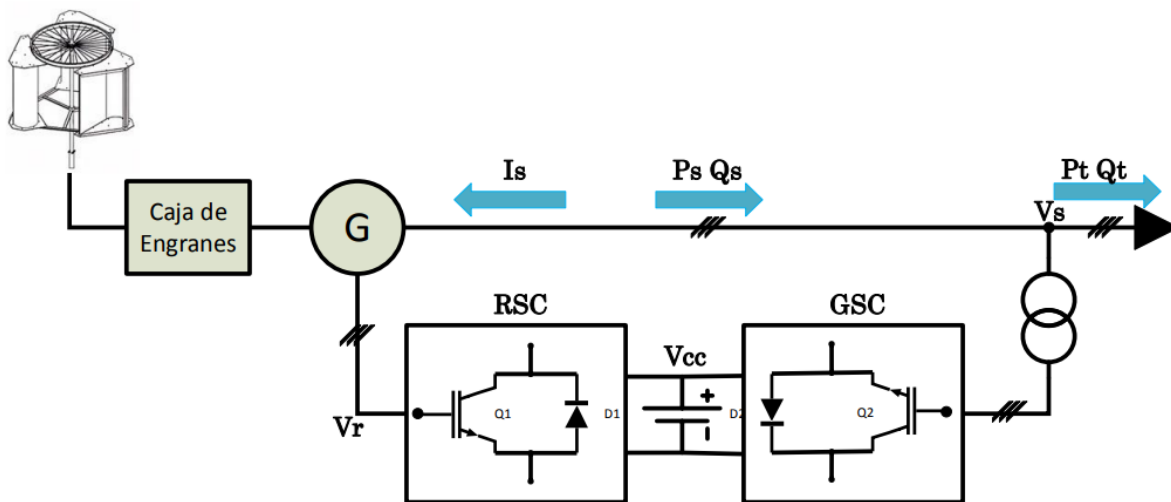 Is
Ps Qs
Pt Qt
Caja de
Engranes
G
Vs
RSC
GSC
Vcc
+
-
Q1
D1
D2
Q2
Vr